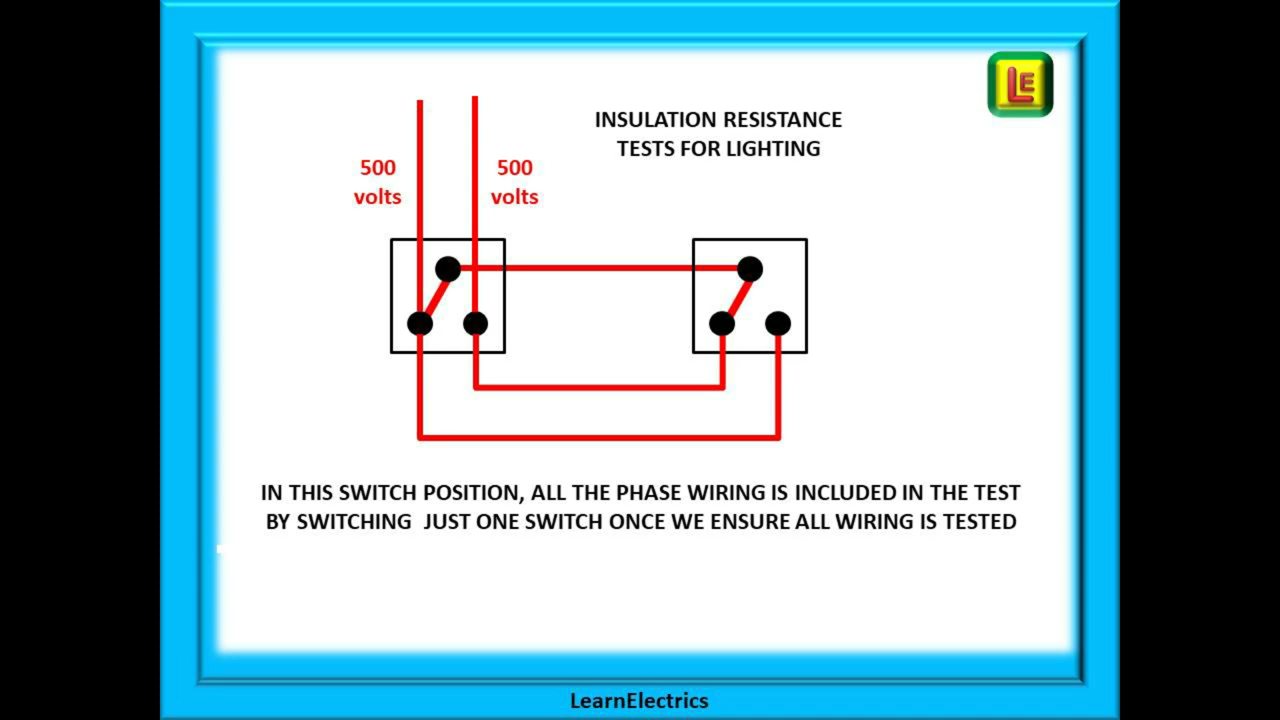 LE
INSULATION RESISTANCE
TESTS FOR LIGHTING
500
volts
500
volts
IN THIS SWITCH POSITION, ALL THE PHASE WIRING IS INCLUDED IN THE TEST
BY SWITCHING JUST ONE SWITCH ONCE WE ENSURE ALL WIRING IS TESTED
LearnElectrics